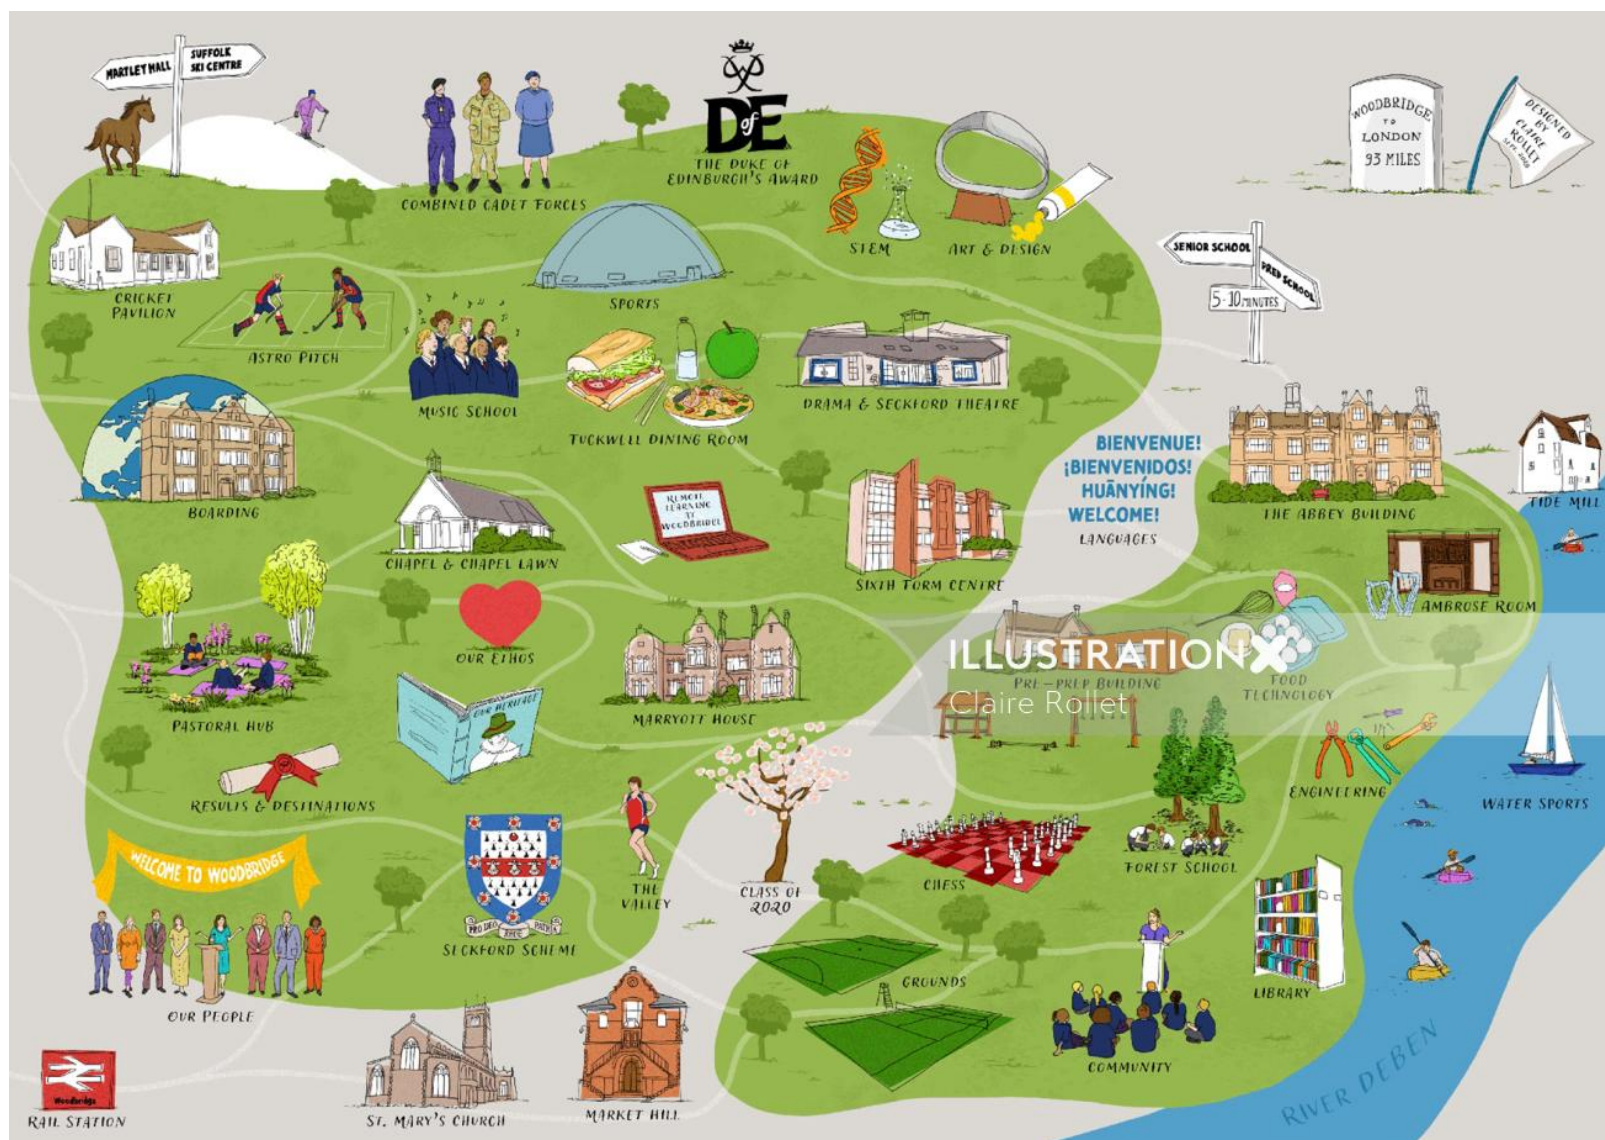 MARTLEY HALL
SUFFOLK
SKI CENTRE
COMBINED CADET FORCES
DofE
THE DUKE OF
EDINBURGH'S AWARD
STEM
ART & DESIGN
WOODBRIDGE
TO
LONDON
93 MILES
DESIGNED
BY
CLAIRE
ROLLET
SENIOR SCHOOL
PREP SCHOOL
5-10 MINUTES
CRICKET
PAVILION
ASTRO PITCH
SPORTS
MUSIC SCHOOL
TUCKWELL DINING ROOM
DRAMA & SECKFORD THEATRE
BIENVENUE!
¡BIENVENIDOS!
HUĀNYÍNG!
WELCOME!
LANGUAGES
THE ABBEY BUILDING
TIDE MILL
BOARDING
CHAPEL & CHAPEL LAWN
REMOTE
LEARNING
AT
WOODBRIDGE
SIXTH FORM CENTRE
AMBROSE ROOM
OUR ETHOS
PASTORAL HUB
OUR HERITAGE
MARRYOTT HOUSE
PRE-PREP BUILDING
FOOD
TECHNOLOGY
ILLUSTRATIONX
Claire Rollet
RESULTS & DESTINATIONS
ENGINEERING
WATER SPORTS
WELCOME TO WOODBRIDGE
OUR PEOPLE
PRO DEO
PATRIA
SECKFORD SCHEME
THE
VALLEY
CLASS OF
2020
CHESS
FOREST SCHOOL
GROUNDS
LIBRARY
COMMUNITY
Woodbridge
RAIL STATION
ST. MARY'S CHURCH
MARKET HILL
RIVER DEBEN